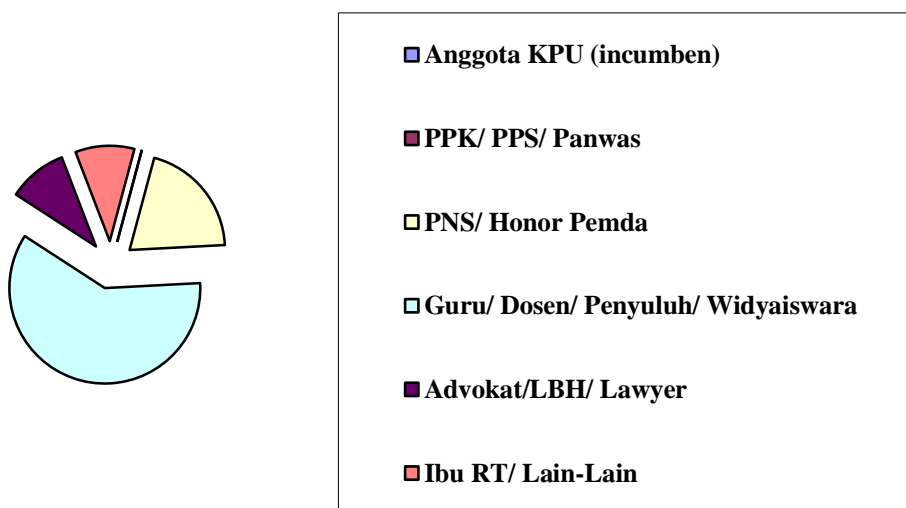 Anggota KPU (incumben)
PPK/ PPS/ Panwas
PNS/ Honor Pemda
Guru/ Dosen/ Penyuluh/ Widyaiswara
Advokat/LBH/ Lawyer
Ibu RT/ Lain-Lain